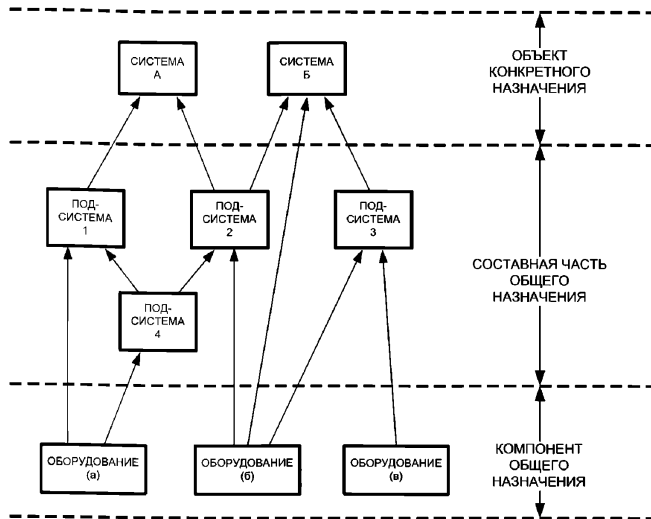 СИСТЕМА
А
СИСТЕМА
Б
ОБЪЕКТ
КОНКРЕТНОГО
НАЗНАЧЕНИЯ
ПОД-
СИСТЕМА
1
ПОД-
СИСТЕМА
2
ПОД-
СИСТЕМА
3
СОСТАВНАЯ ЧАСТЬ
ОБЩЕГО
НАЗНАЧЕНИЯ
ПОД-
СИСТЕМА
4
ОБОРУДОВАНИЕ
(а)
ОБОРУДОВАНИЕ
(б)
ОБОРУДОВАНИЕ
(в)
КОМПОНЕНТ
ОБЩЕГО
НАЗНАЧЕНИЯ